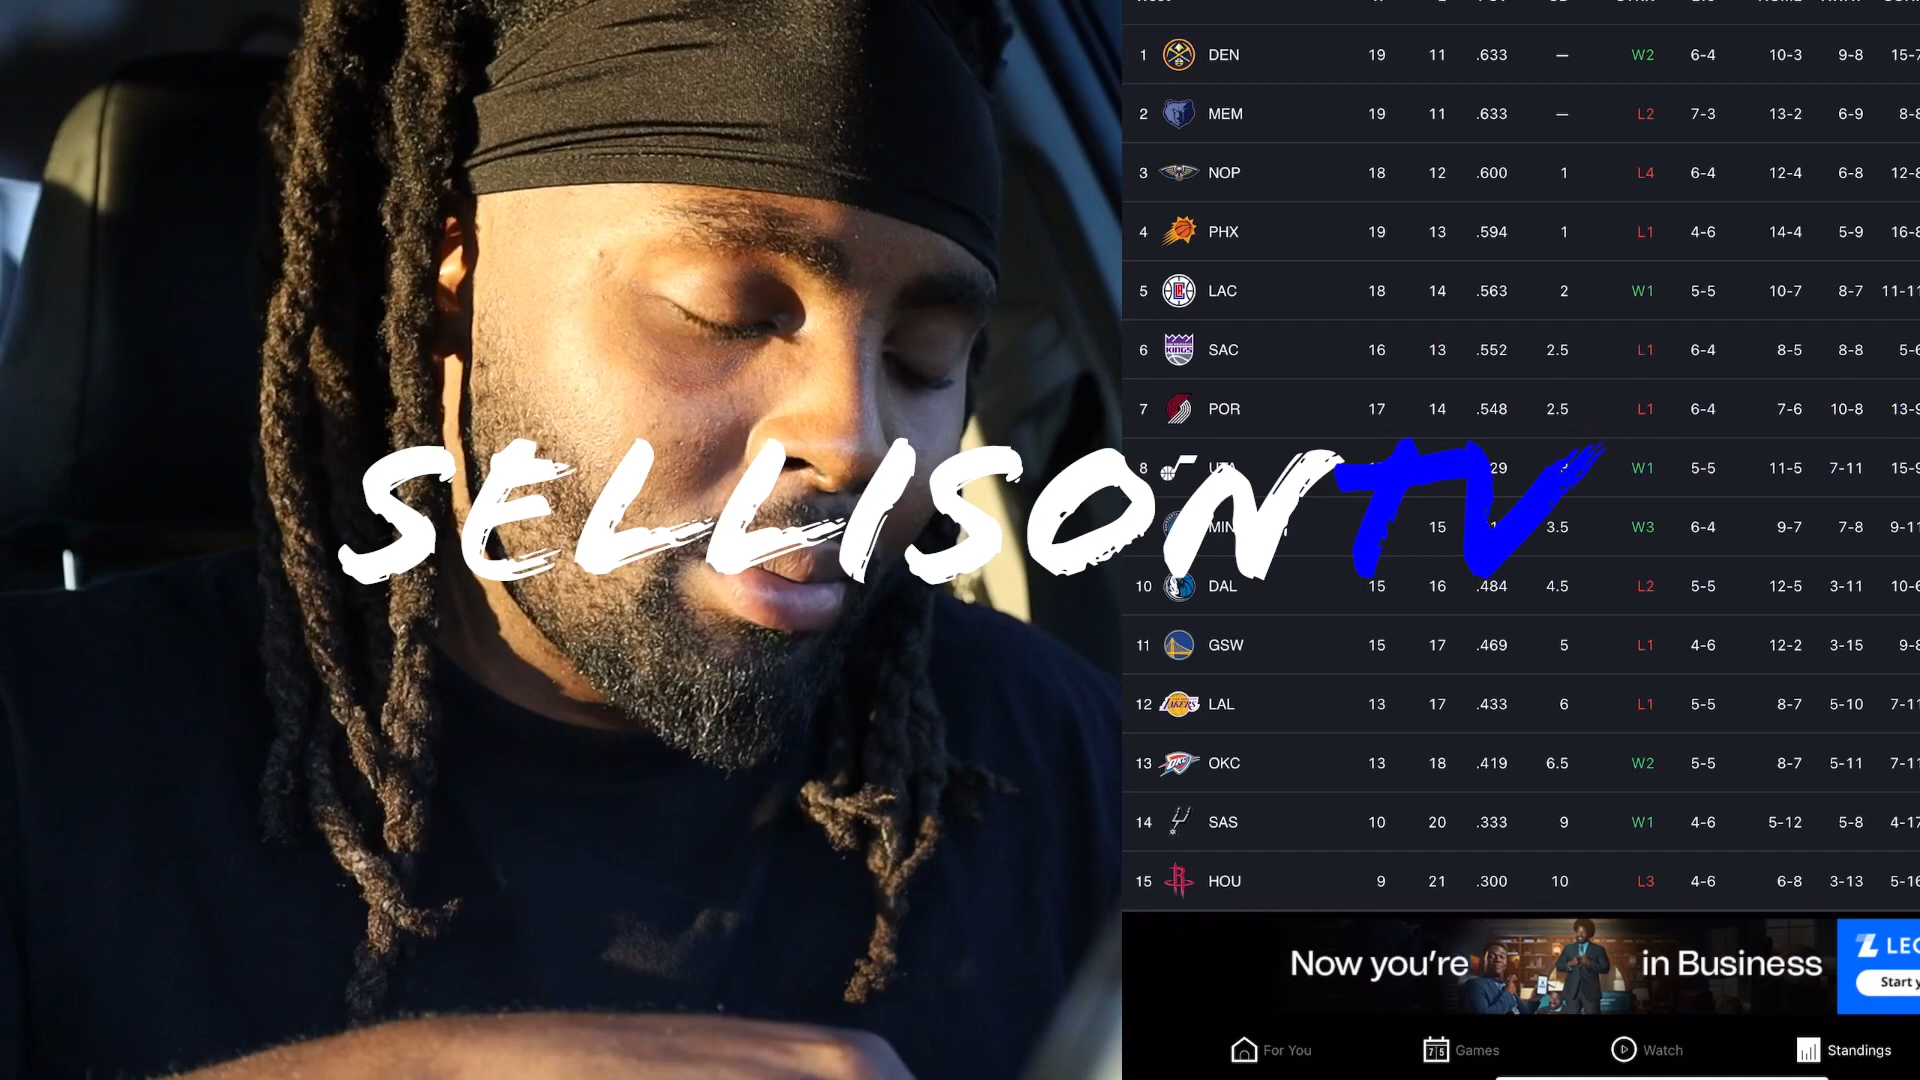 1 DEN 19 11 .633 — W2 6-4 10-3 9-8
2 MEM 19 11 .633 — L2 7-3 13-2 6-9
3 NOP 18 12 .600 1 L4 6-4 12-4 6-8
4 PHX 19 13 .594 1 L1 4-6 14-4 5-9
5 LAC 18 14 .563 2 W1 5-5 10-7 8-7
6 KINGS SAC 16 13 .552 2.5 L1 6-4 8-5 8-8
7 POR 17 14 .548 2.5 L1 6-4 7-6 10-8
8 W1 5-5 11-5 7-11
SELLISONTV
MIN 15 3.5 W3 6-4 9-7 7-8
10 DAL 15 16 .484 4.5 L2 5-5 12-5 3-11
11 GSW 15 17 .469 5 L1 4-6 12-2 3-15
12 LAKERS LAL 13 17 .433 6 L1 5-5 8-7 5-10
13 OKC OKC 13 18 .419 6.5 W2 5-5 8-7 5-11
14 SAS 10 20 .333 9 W1 4-6 5-12 5-8
15 HOU 9 21 .300 10 L3 4-6 6-8 3-13
Now you're in Business
For You Games Watch Standings